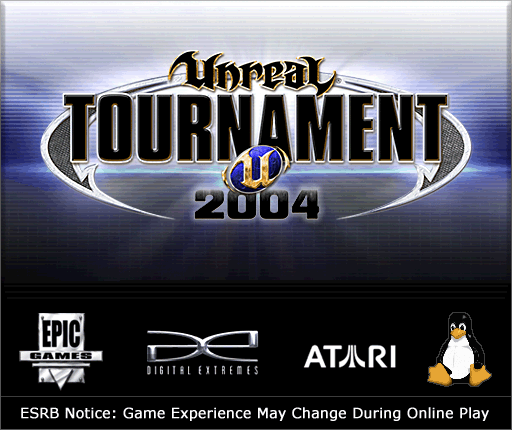 Unreal
TOURNAMENT
U
2004
EPIC
GAMES
DIGITAL EXTREMES
ATARI
ESRB Notice: Game Experience May Change During Online Play